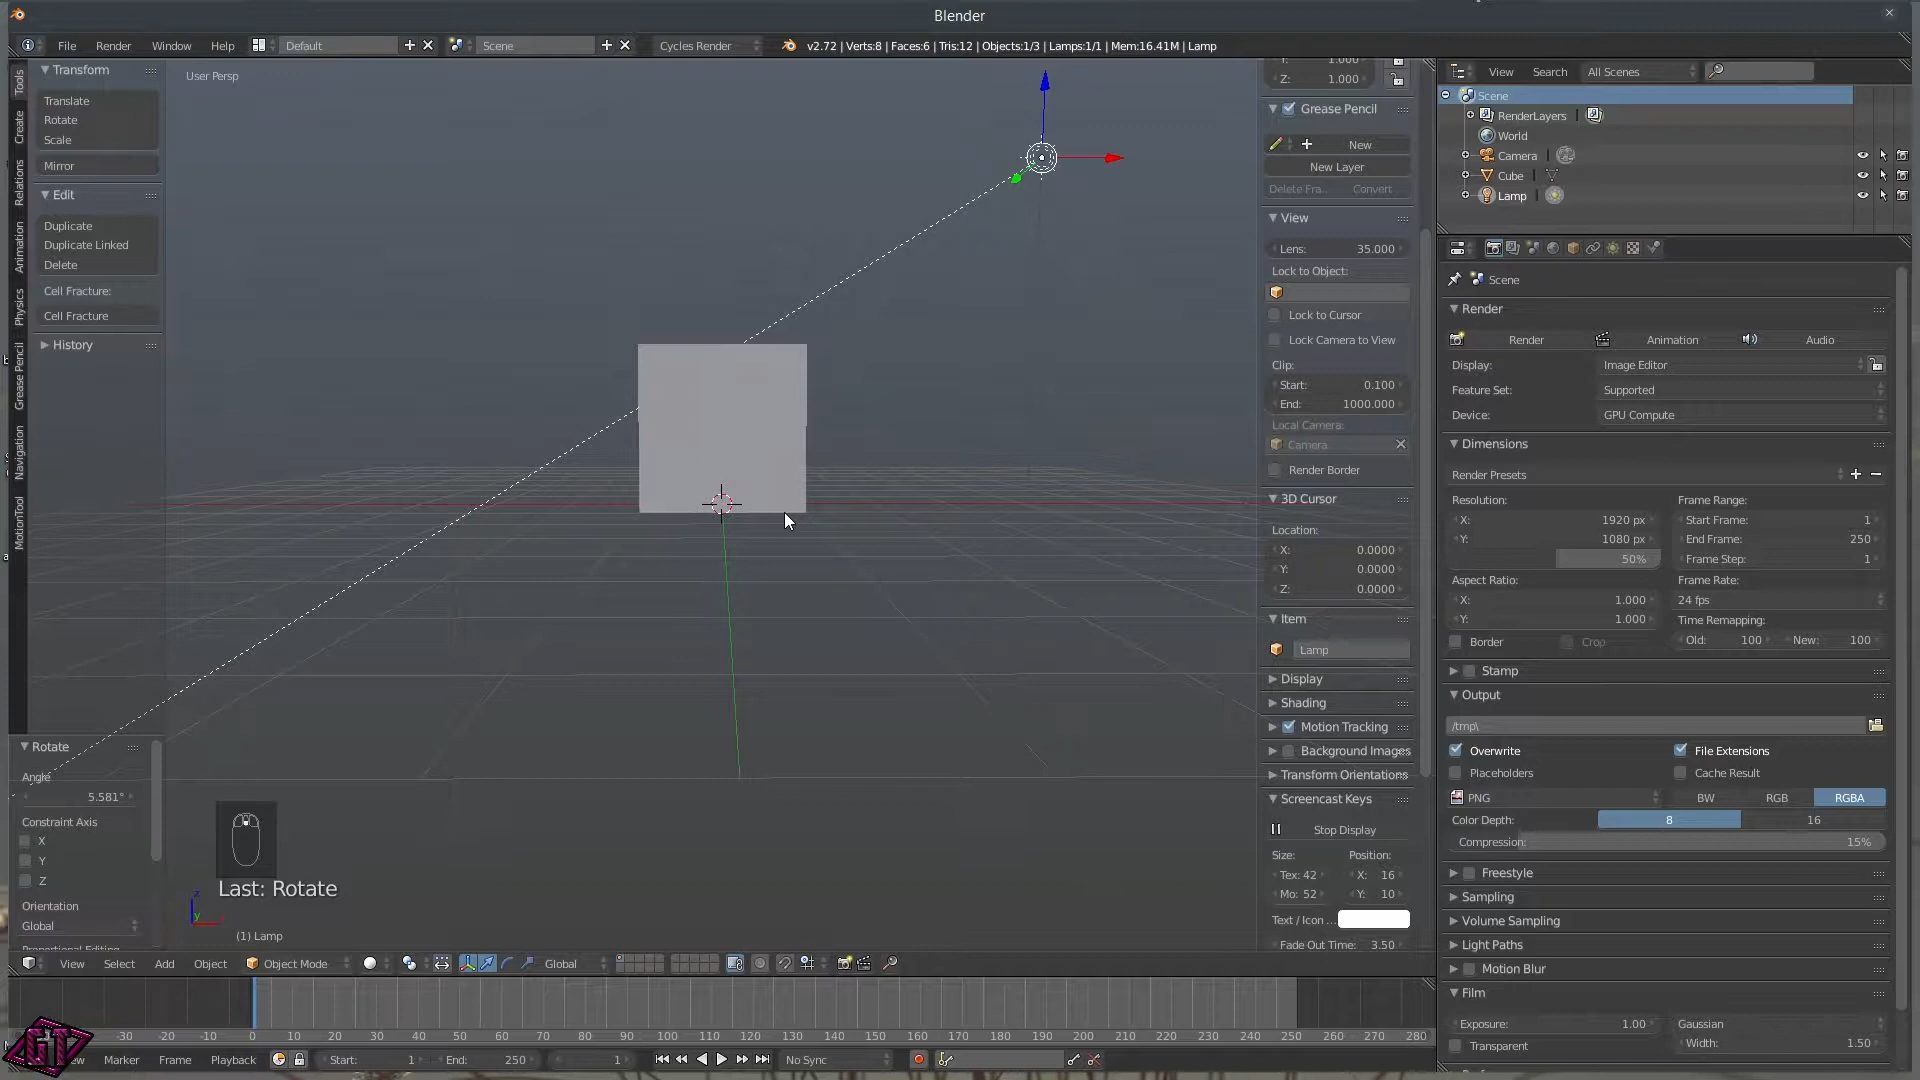 Blender
File Render Window Help Default Scene Cycles Render v2.72 | Verts:8 | Faces:6 | Tris:12 | Objects:1/3 | Lamps:1/1 | Mem:16.41M | Lamp
Tools
Create
Relations
Animation
Physics
Grease Pencil
Navigation
MotionTool
Transform
Translate
Rotate
Scale
Mirror
Edit
Duplicate
Duplicate Linked
Delete
Cell Fracture:
Cell Fracture
History
Rotate
Angle
5.581°
Constraint Axis
X
Y
Z
Orientation
Global
User Persp
Last: Rotate
(1) Lamp
Y: 1.000
Z: 1.000
Grease Pencil
New
New Layer
Delete Fra... Convert
View
Lens: 35.000
Lock to Object:
Lock to Cursor
Lock Camera to View
Clip:
Start: 0.100
End: 1000.000
Local Camera:
Camera
Render Border
3D Cursor
Location:
X: 0.0000
Y: 0.0000
Z: 0.0000
Item
Lamp
Display
Shading
Motion Tracking
Background Images
Transform Orientations
Screencast Keys
Stop Display
Size: Position:
Tex: 42 X: 16
Mo: 52 Y: 10
Text / Icon ...
Fade Out Time: 3.50
View Search All Scenes
Scene
RenderLayers
World
Camera
Cube
Lamp
Scene
Render
Render Animation Audio
Display: Image Editor
Feature Set: Supported
Device: GPU Compute
Dimensions
Render Presets
Resolution: Frame Range:
X: 1920 px Start Frame: 1
Y: 1080 px End Frame: 250
50% Frame Step: 1
Aspect Ratio: Frame Rate:
X: 1.000 24 fps
Y: 1.000 Time Remapping:
Border Crop Old: 100 New: 100
Stamp
Output
/tmp\
Overwrite File Extensions
Placeholders Cache Result
PNG BW RGB RGBA
Color Depth: 8 16
Compression: 15%
Freestyle
Sampling
Volume Sampling
Light Paths
Motion Blur
Film
Exposure: 1.00 Gaussian
Transparent Width: 1.50
View Select Add Object Object Mode Global
-30 -20 -10 0 10 20 30 40 50 60 70 80 90 100 110 120 130 140 150 160 170 180 190 200 210 220 230 240 250 260 270 280
Marker Frame Playback Start: 1 End: 250 1 No Sync
GT